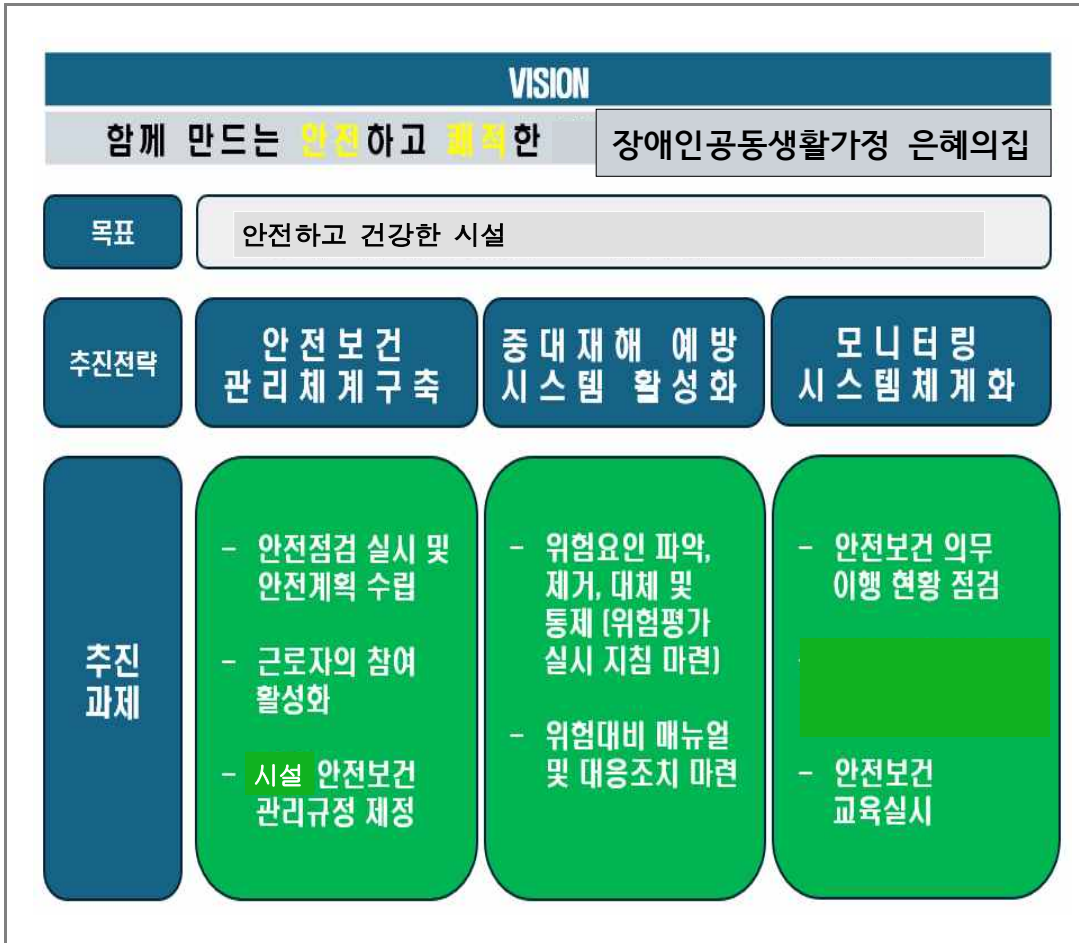 VISION
함께 만드는 안전하고 쾌적한 장애인공동생활가정 은혜의집
목표
안전하고 건강한 시설
추진전략
안전보건
관리체계구축
중대재해 예방
시스템 활성화
모니터링
시스템체계화
추진
과제
- 안전점검 실시 및
안전계획 수립
- 근로자의 참여
활성화
- 시설 안전보건
관리규정 제정
- 위험요인 파악,
제거, 대체 및
통제 (위험평가
실시 지침 마련)
- 위험대비 매뉴얼
및 대응조치 마련
- 안전보건 의무
이행 현황 점검
- 안전보건
교육실시